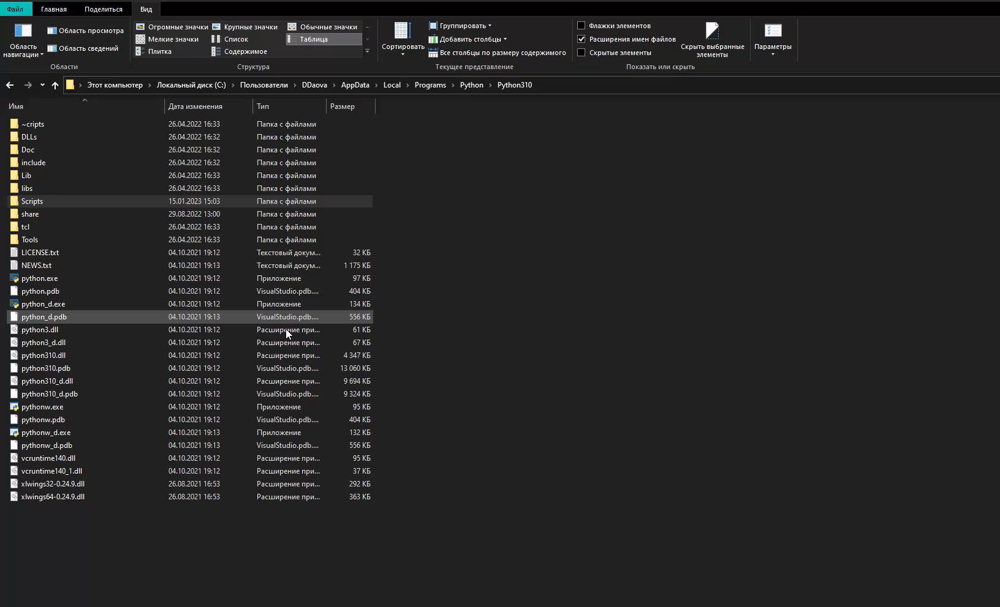 Файл Главная Поделиться Вид
Огромные значки Крупные значки Обычные значки
Область просмотра
Мелкие значки Список Таблица
Область сведений
Плитка Содержимое
Область навигации
Области
Структура
Сортировать
Группировать
Добавить столбцы
Все столбцы по размеру содержимого
Текущее представление
Флажки элементов
Расширения имен файлов
Скрытые элементы
Скрыть выбранные
элементы
Показать или скрыть
Параметры
Этот компьютер › Локальный диск (C:) › Пользователи › DDaova › AppData › Local › Programs › Python › Python310
Имя Дата изменения Тип Размер
~cripts 26.04.2022 16:33 Папка с файлами
DLLs 26.04.2022 16:32 Папка с файлами
Doc 26.04.2022 16:32 Папка с файлами
include 26.04.2022 16:32 Папка с файлами
Lib 26.04.2022 16:33 Папка с файлами
libs 26.04.2022 16:33 Папка с файлами
Scripts 15.01.2023 15:03 Папка с файлами
share 29.08.2022 13:00 Папка с файлами
tcl 26.04.2022 16:33 Папка с файлами
Tools 26.04.2022 16:33 Папка с файлами
LICENSE.txt 04.10.2021 19:12 Текстовый докум... 32 КБ
NEWS.txt 04.10.2021 19:13 Текстовый докум... 1 175 КБ
python.exe 04.10.2021 19:12 Приложение 97 КБ
python.pdb 04.10.2021 19:12 VisualStudio.pdb.... 404 КБ
python_d.exe 04.10.2021 19:12 Приложение 134 КБ
python_d.pdb 04.10.2021 19:13 VisualStudio.pdb.... 556 КБ
python3.dll 04.10.2021 19:12 Расширение при... 61 КБ
python3_d.dll 04.10.2021 19:12 Расширение при... 67 КБ
python310.dll 04.10.2021 19:12 Расширение при... 4 347 КБ
python310.pdb 04.10.2021 19:12 VisualStudio.pdb.... 13 060 КБ
python310_d.dll 04.10.2021 19:12 Расширение при... 9 694 КБ
python310_d.pdb 04.10.2021 19:12 VisualStudio.pdb.... 9 324 КБ
pythonw.exe 04.10.2021 19:12 Приложение 95 КБ
pythonw.pdb 04.10.2021 19:12 VisualStudio.pdb.... 404 КБ
pythonw_d.exe 04.10.2021 19:13 Приложение 132 КБ
pythonw_d.pdb 04.10.2021 19:13 VisualStudio.pdb.... 556 КБ
vcruntime140.dll 04.10.2021 19:12 Расширение при... 95 КБ
vcruntime140_1.dll 04.10.2021 19:12 Расширение при... 37 КБ
xlwings32-0.24.9.dll 26.08.2021 16:53 Расширение при... 292 КБ
xlwings64-0.24.9.dll 26.08.2021 16:53 Расширение при... 363 КБ